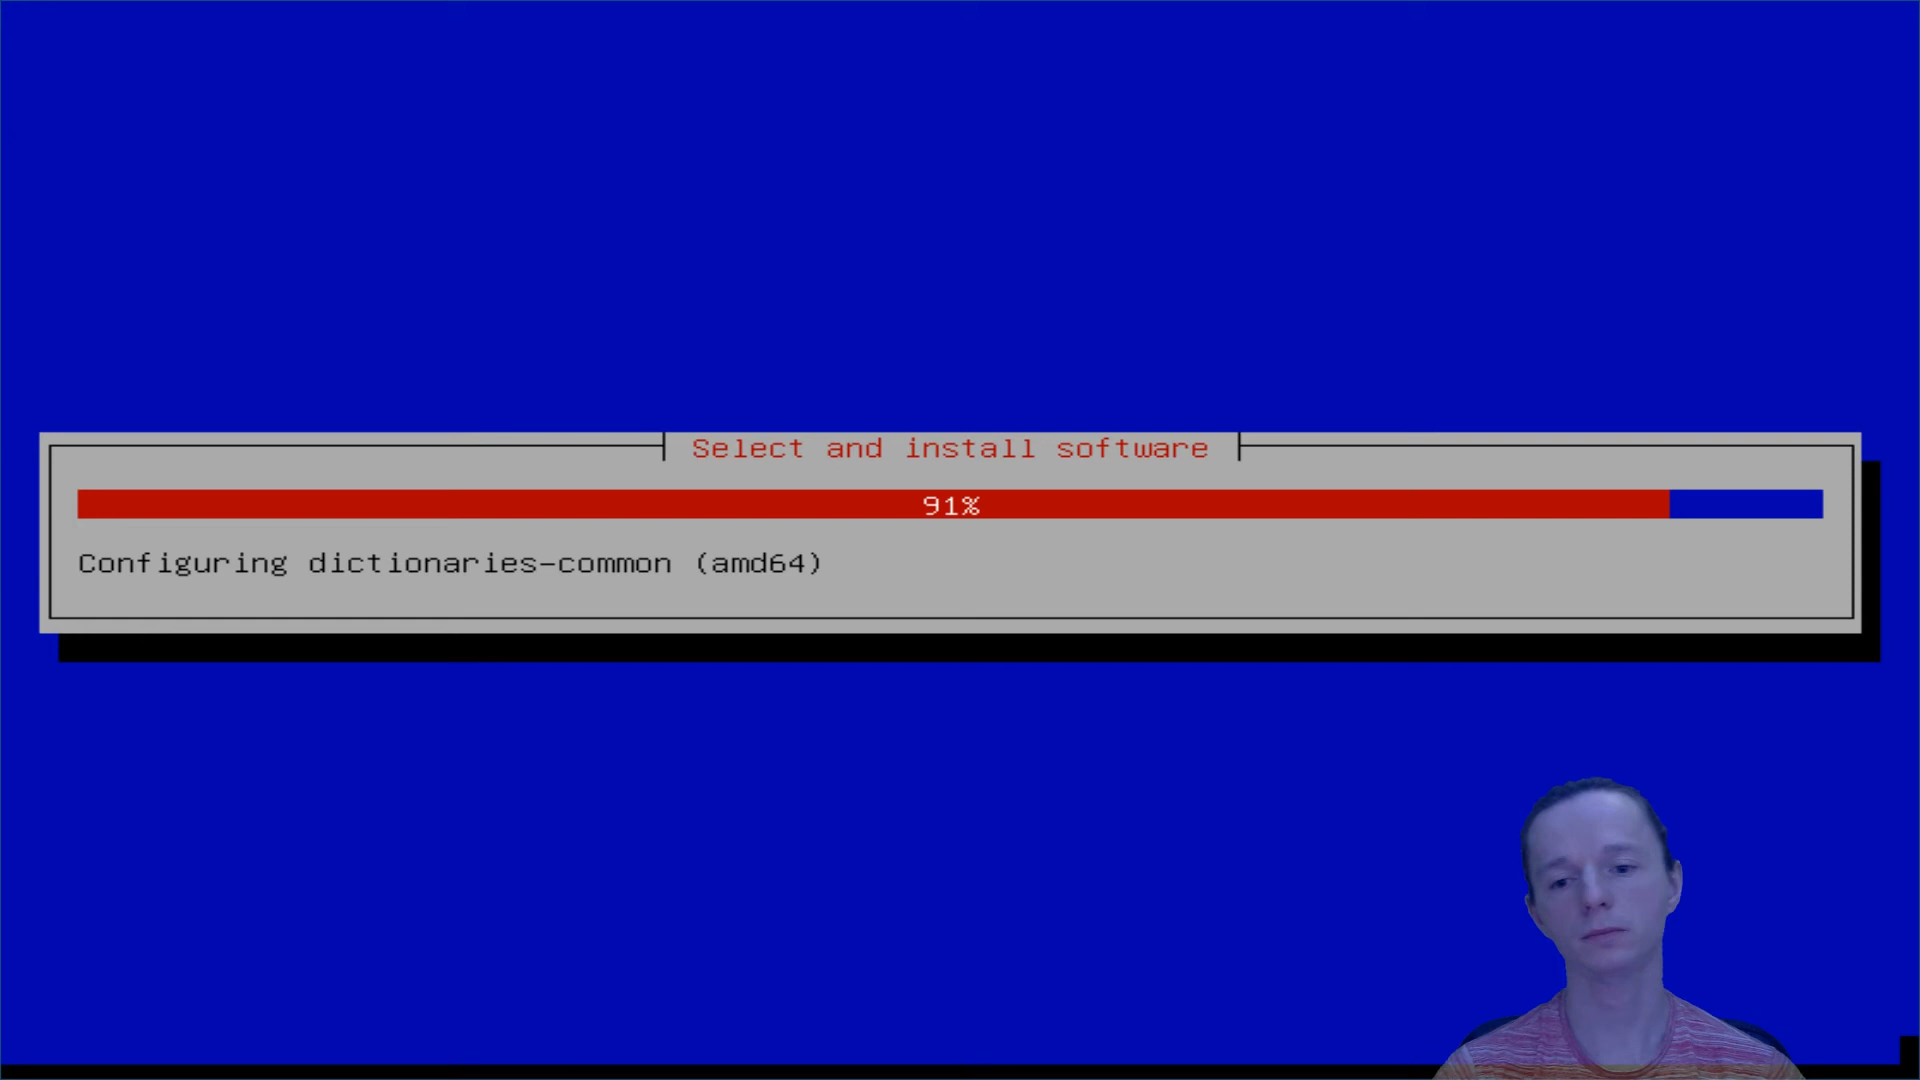 Select and install software
91%
Configuring dictionaries-common (amd64)